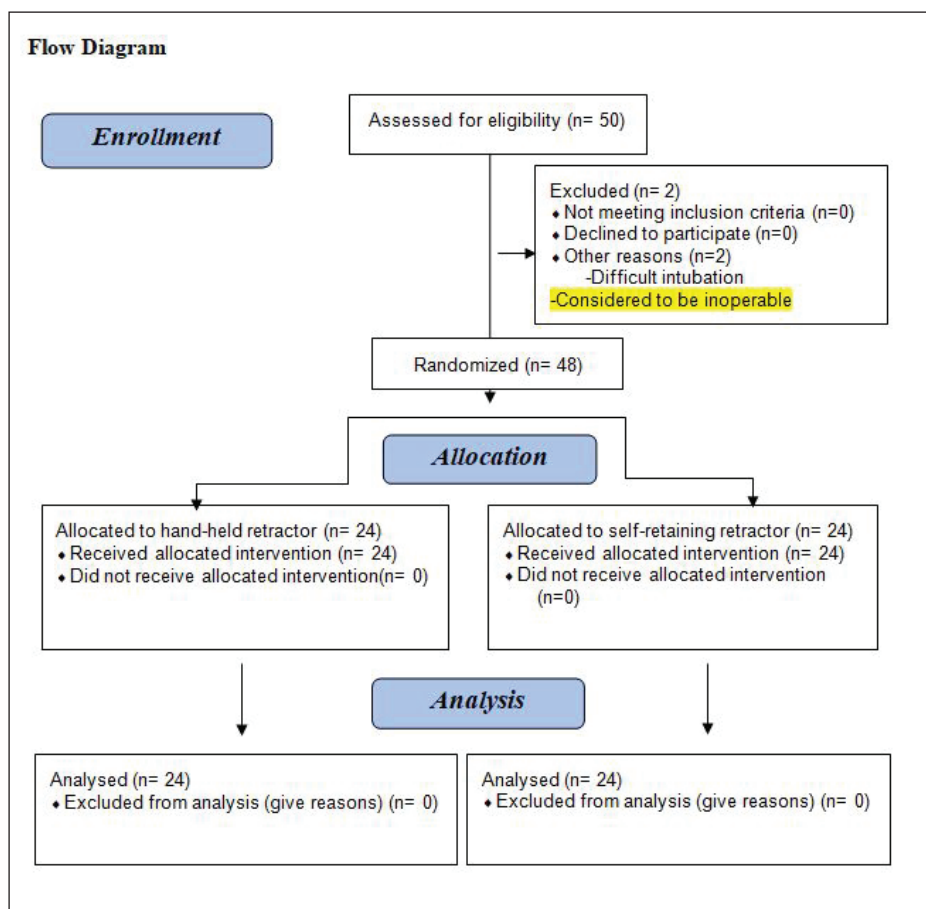 Flow Diagram
Enrollment
Assessed for eligibility (n= 50)
Excluded (n= 2)
♦ Not meeting inclusion criteria (n=0)
♦ Declined to participate (n=0)
♦ Other reasons (n=2)
-Difficult intubation
-Considered to be inoperable
Randomized (n= 48)
Allocation
Allocated to hand-held retractor (n= 24)
♦ Received allocated intervention (n= 24)
♦ Did not receive allocated intervention(n= 0)
Allocated to self-retaining retractor (n= 24)
♦ Received allocated intervention (n= 24)
♦ Did not receive allocated intervention
(n=0)
Analysis
Analysed (n= 24)
♦ Excluded from analysis (give reasons) (n= 0)
Analysed (n= 24)
♦ Excluded from analysis (give reasons) (n= 0)